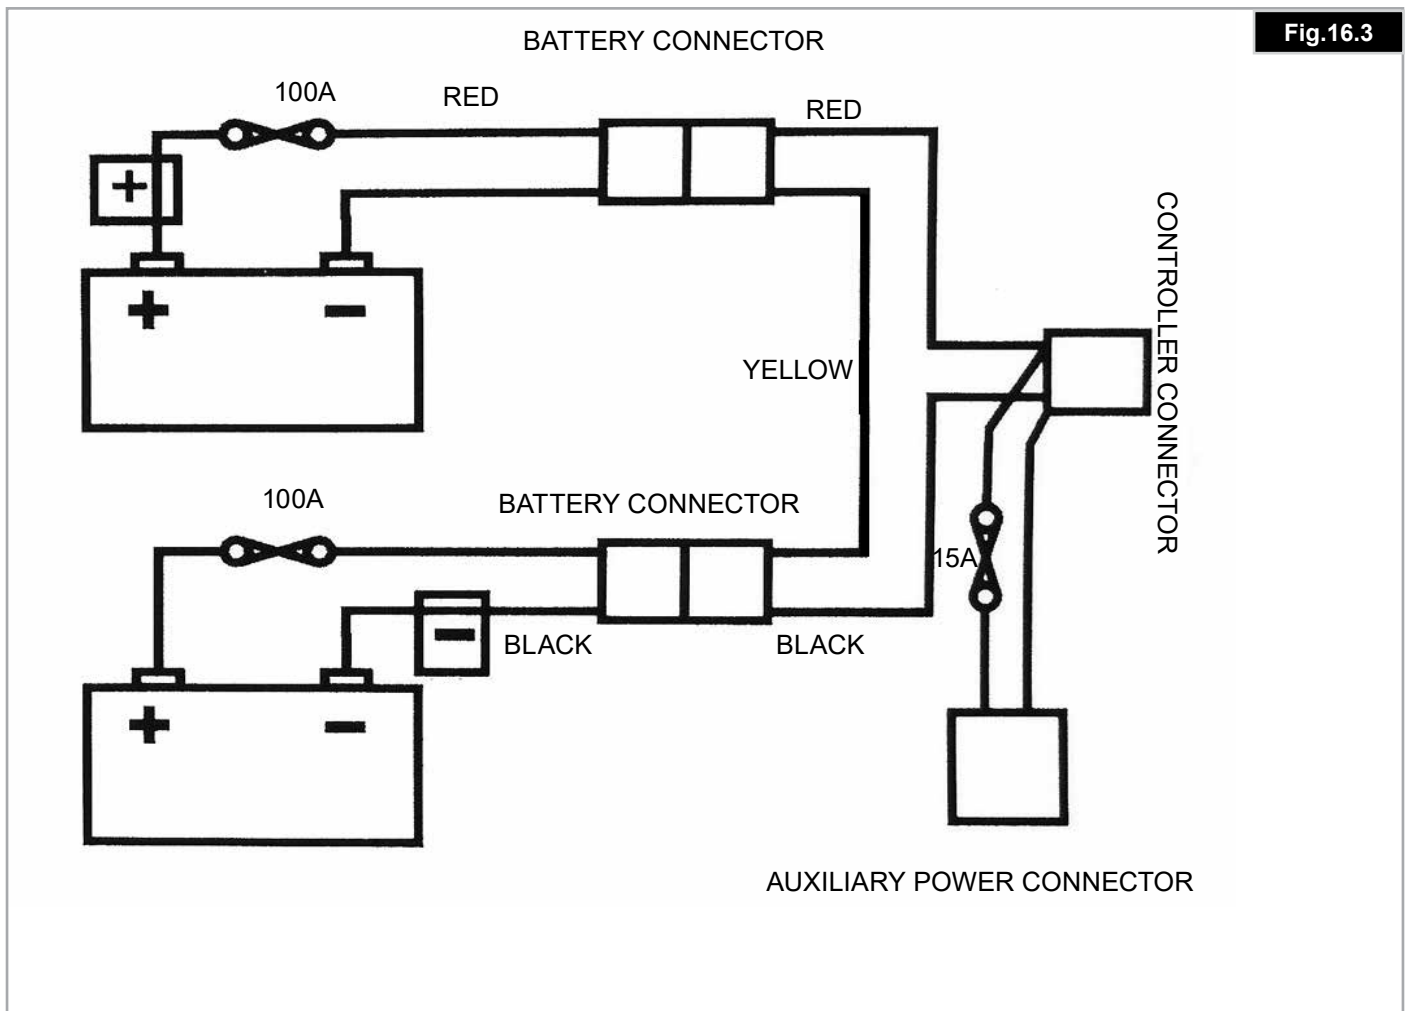 Fig.16.3
BATTERY CONNECTOR
100A
RED
RED
+
+
−
CONTROLLER CONNECTOR
YELLOW
100A
BATTERY CONNECTOR
15A
−
BLACK
BLACK
+
−
AUXILIARY POWER CONNECTOR